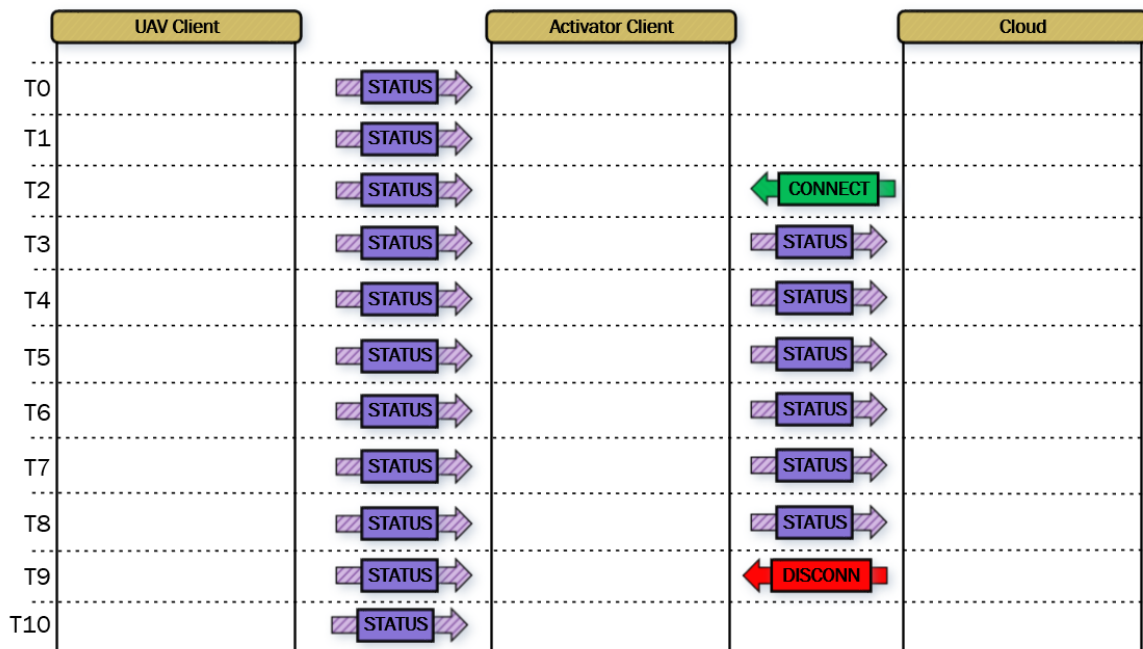 UAV Client Activator Client Cloud
T0 STATUS
T1 STATUS
T2 STATUS CONNECT
T3 STATUS STATUS
T4 STATUS STATUS
T5 STATUS STATUS
T6 STATUS STATUS
T7 STATUS STATUS
T8 STATUS STATUS
T9 STATUS DISCONN
T10 STATUS